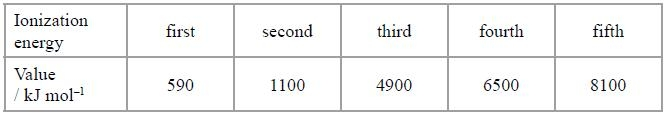 Ionization energy first second third fourth fifth
Value / kJ mol⁻¹ 590 1100 4900 6500 8100